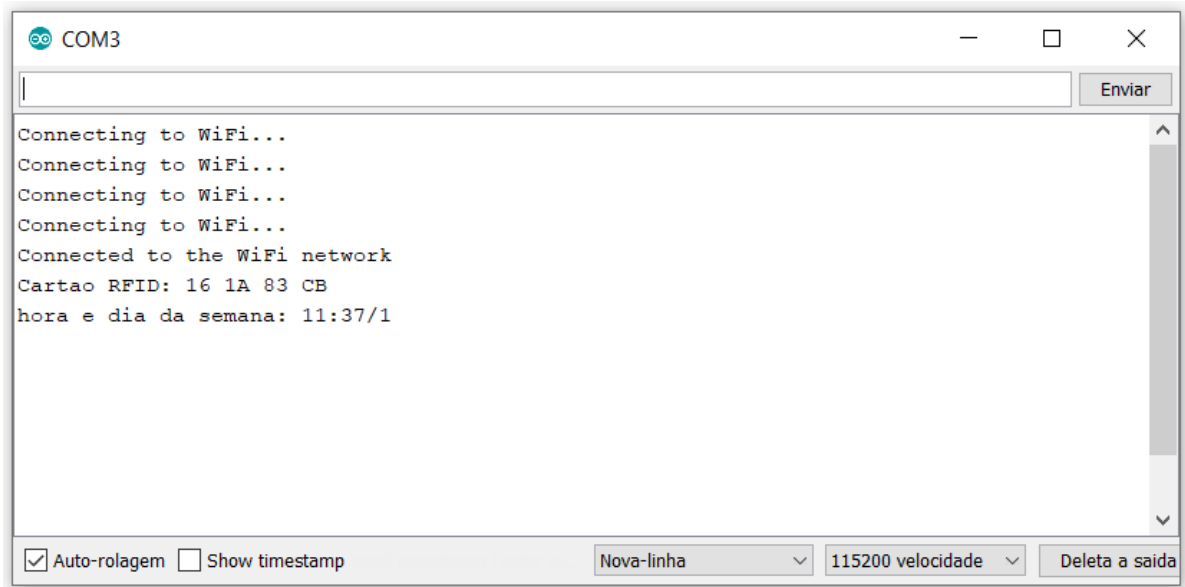 COM3
Enviar
Connecting to WiFi...
Connecting to WiFi...
Connecting to WiFi...
Connecting to WiFi...
Connected to the WiFi network
Cartao RFID: 16 1A 83 CB
hora e dia da semana: 11:37/1
Auto-rolagem Show timestamp Nova-linha 115200 velocidade Deleta a saida